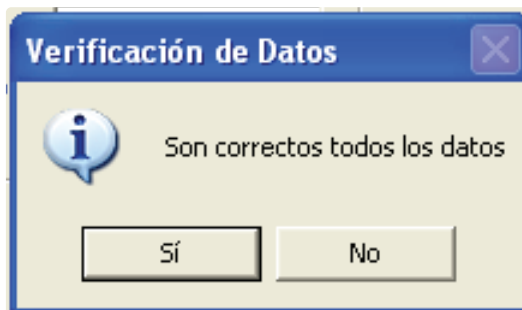 Verificación de Datos
Son correctos todos los datos
Sí
No